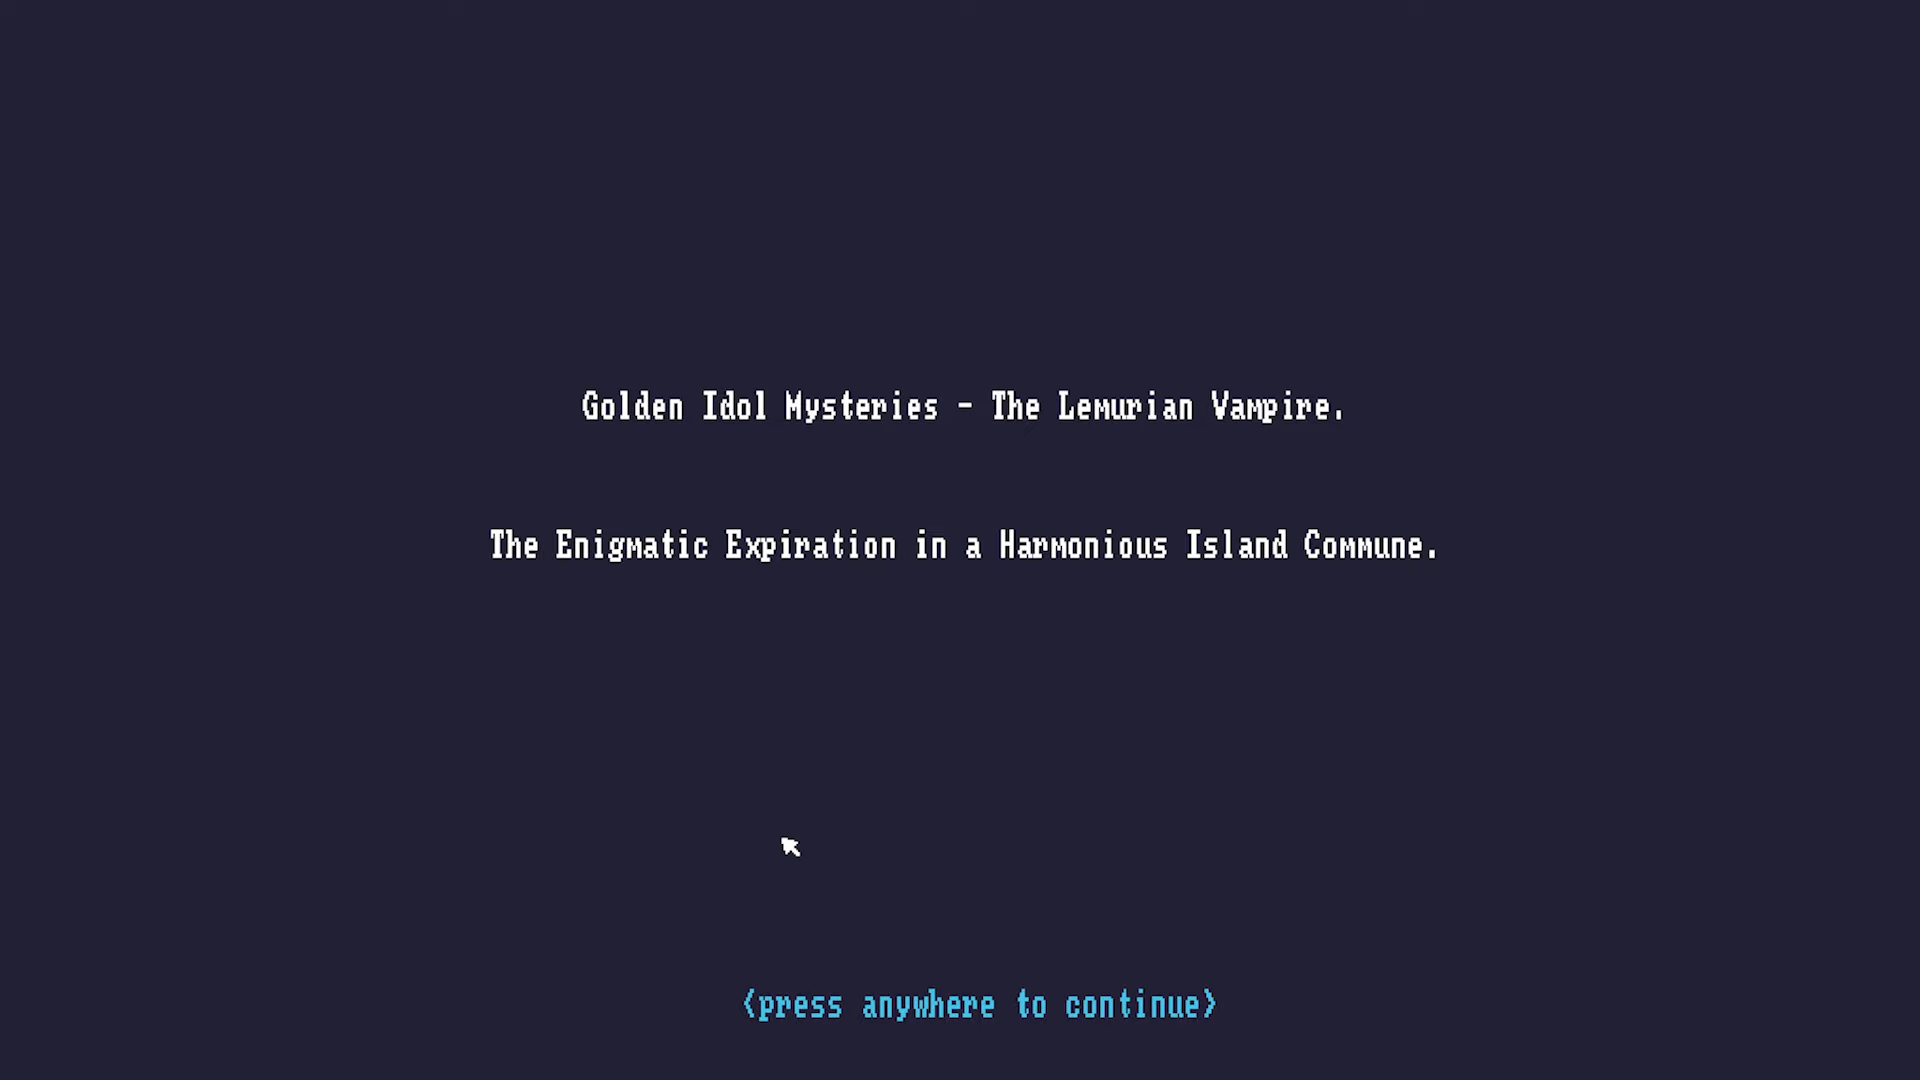 Golden Idol Mysteries - The Lemurian Vampire.
The Enigmatic Expiration in a Harmonious Island Commune.
<press anywhere to continue>